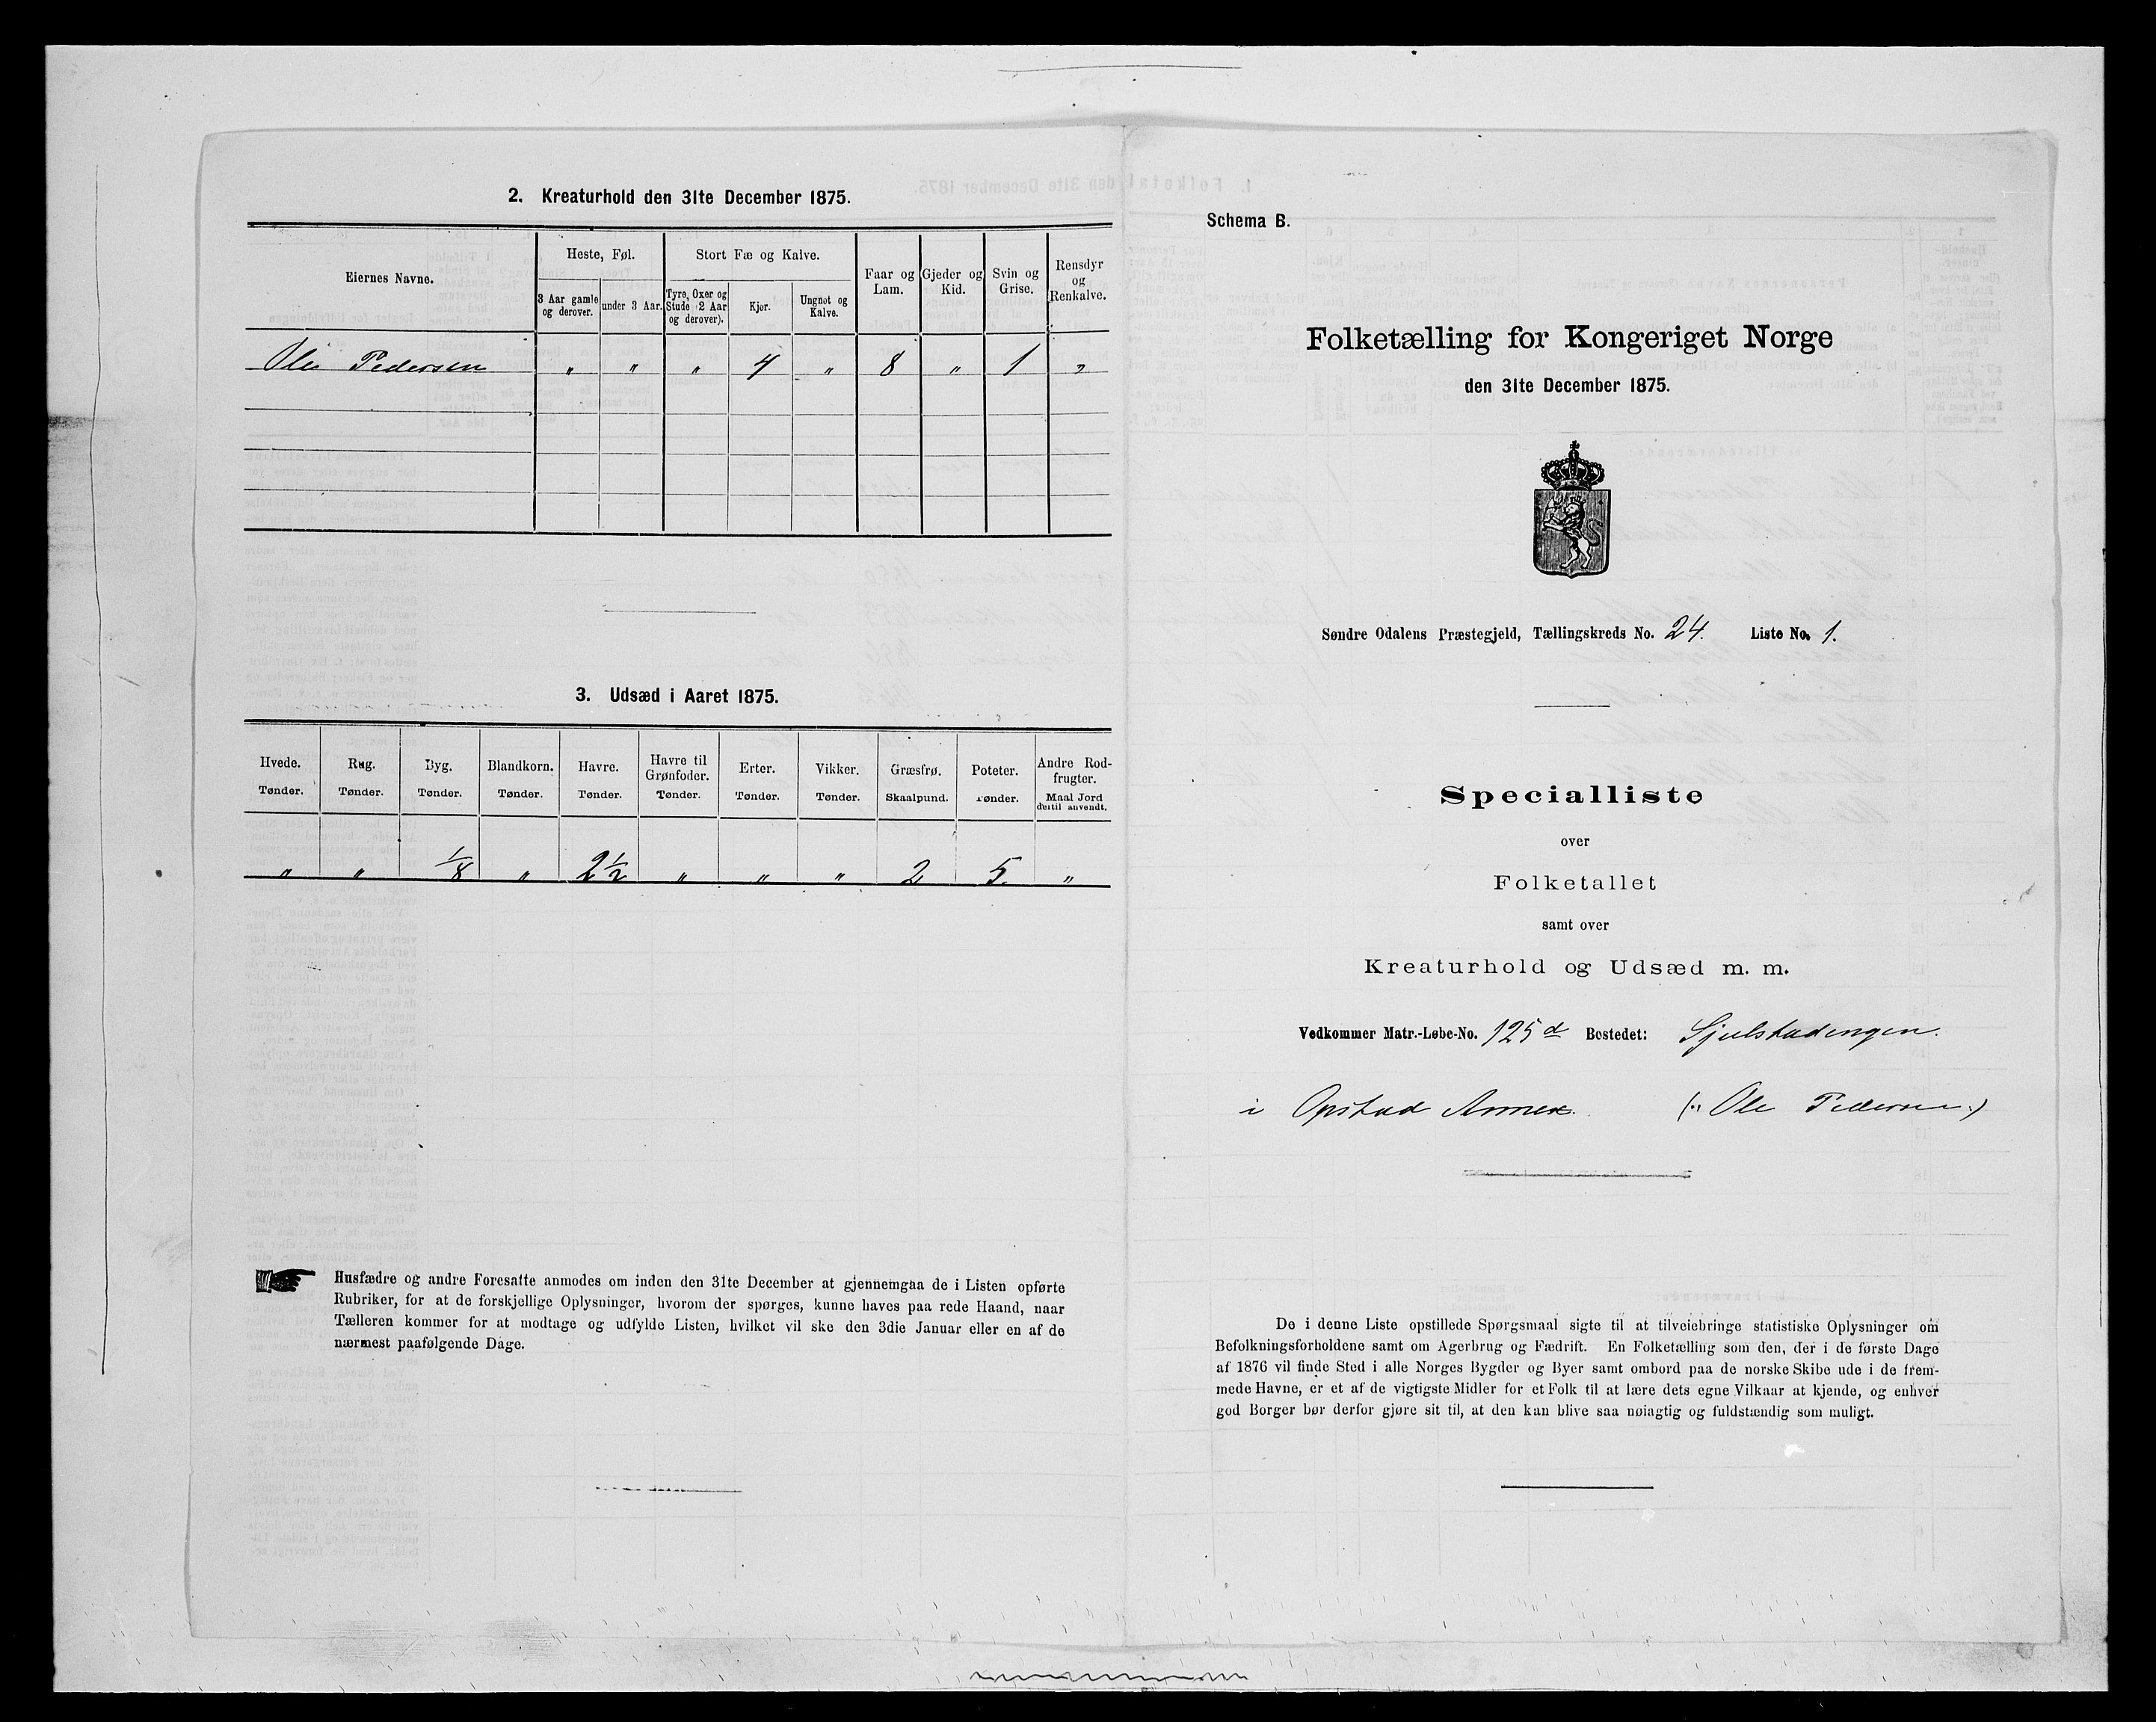 2. Kreaturhold den 31te December 1875.
Eiernes Navne.
Heste, Føl.
Stort Fæ og Kalve.
Faar og Lam.
Gjeder og Kid.
Svin og Grise.
Rensdyr og Renkalve.
3 Aar gamle og derover.
under 3 Aar.
Tyre, Oxer og Stude (2 Aar og derover).
Kjør.
Ungnøt og Kalve.
Ole Pedersen " " " 4 " 8 " 1 "
3. Udsæd i Aaret 1875.
Hvede. Rug. Byg. Blandkorn. Havre. Havre til Grønfoder. Erter. Vikker. Græsfrø. Poteter. Andre Rodfrugter.
Tønder. Tønder. Tønder. Tønder. Tønder. Tønder. Tønder. Tønder. Skaalpund. Tønder. Maal Jord dertil anvendt.
" " 1/8 " 2 1/2 " " " 2 5. "
Husfædre og andre Foresatte anmodes om inden den 31te December at gjennemgaa de i Listen opførte
Rubriker, for at de forskjellige Oplysninger, hvorom der spørges, kunne haves paa rede Haand, naar
Tælleren kommer for at modtage og udfylde Listen, hvilket vil ske den 3die Januar eller en af de
nærmest paafølgende Dage.
Schema B.
Folketælling for Kongeriget Norge
den 31te December 1875.
Søndre Odalens Præstegjeld, Tællingskreds No. 24. Liste No. 1.
Specialliste
over
Folketallet
samt over
Kreaturhold og Udsæd m. m.
Vedkommer Matr.-Løbe-No. 125 d Bostedet: Sjulstadengen.
i Opstad Annex. (: Ole Pedersen :)
De i denne Liste opstillede Spørgsmaal sigte til at tilveiebringe statistiske Oplysninger om
Befolkningsforholdene samt om Agerbrug og Fædrift. En Folketælling som den, der i de første Dage
af 1876 vil finde Sted i alle Norges Bygder og Byer samt ombord paa de norske Skibe ude i de frem-
mede Havne, er et af de vigtigste Midler for et Folk til at lære dets egne Vilkaar at kjende, og enhver
god Borger bør derfor gjøre sit til, at den kan blive saa nøiagtig og fuldstændig som muligt.